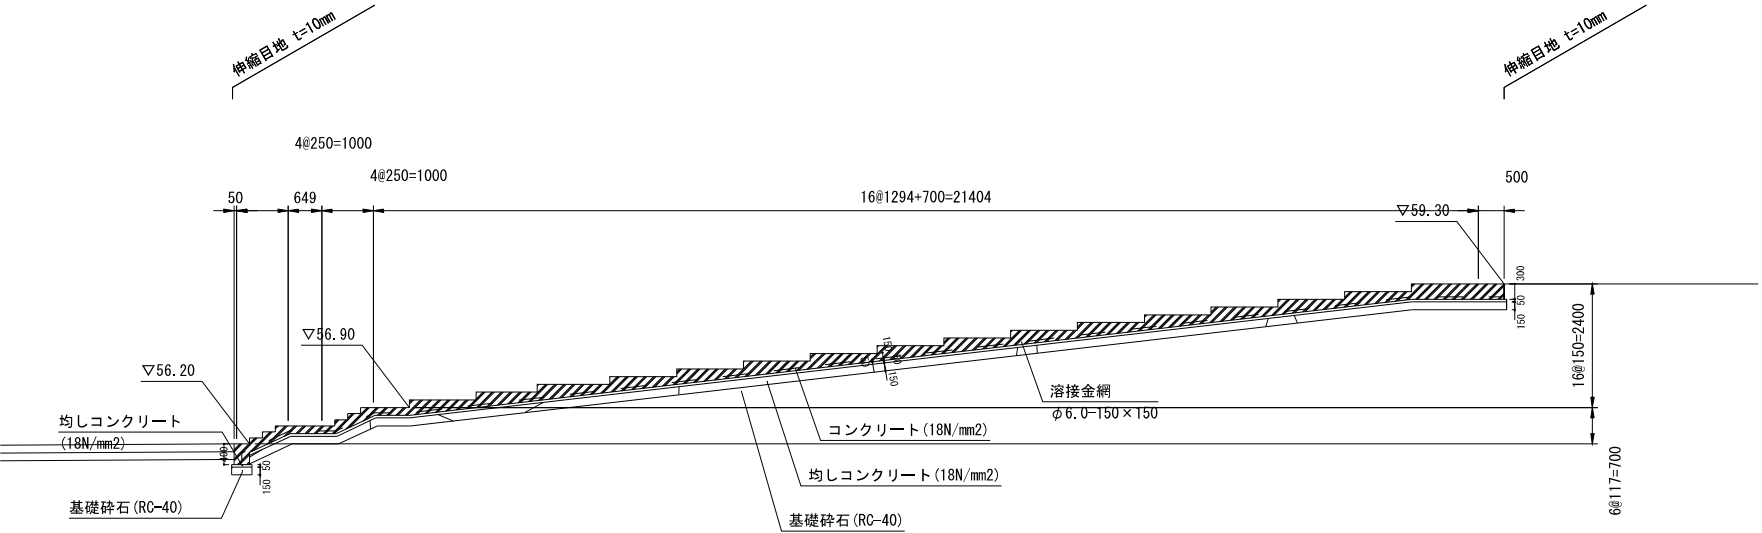 伸縮目地 t=10mm
伸縮目地 t=10mm
4@250=1000
4@250=1000
50
649
16@1294+700=21404
500
▽59.30
300
50
150
16@150=2400
▽56.90
▽56.20
150
50
150
溶接金網
φ6.0-150×150
均しコンクリート
(18N/mm2)
コンクリート(18N/mm2)
400
50
150
均しコンクリート(18N/mm2)
6@117=700
基礎砕石(RC-40)
基礎砕石(RC-40)